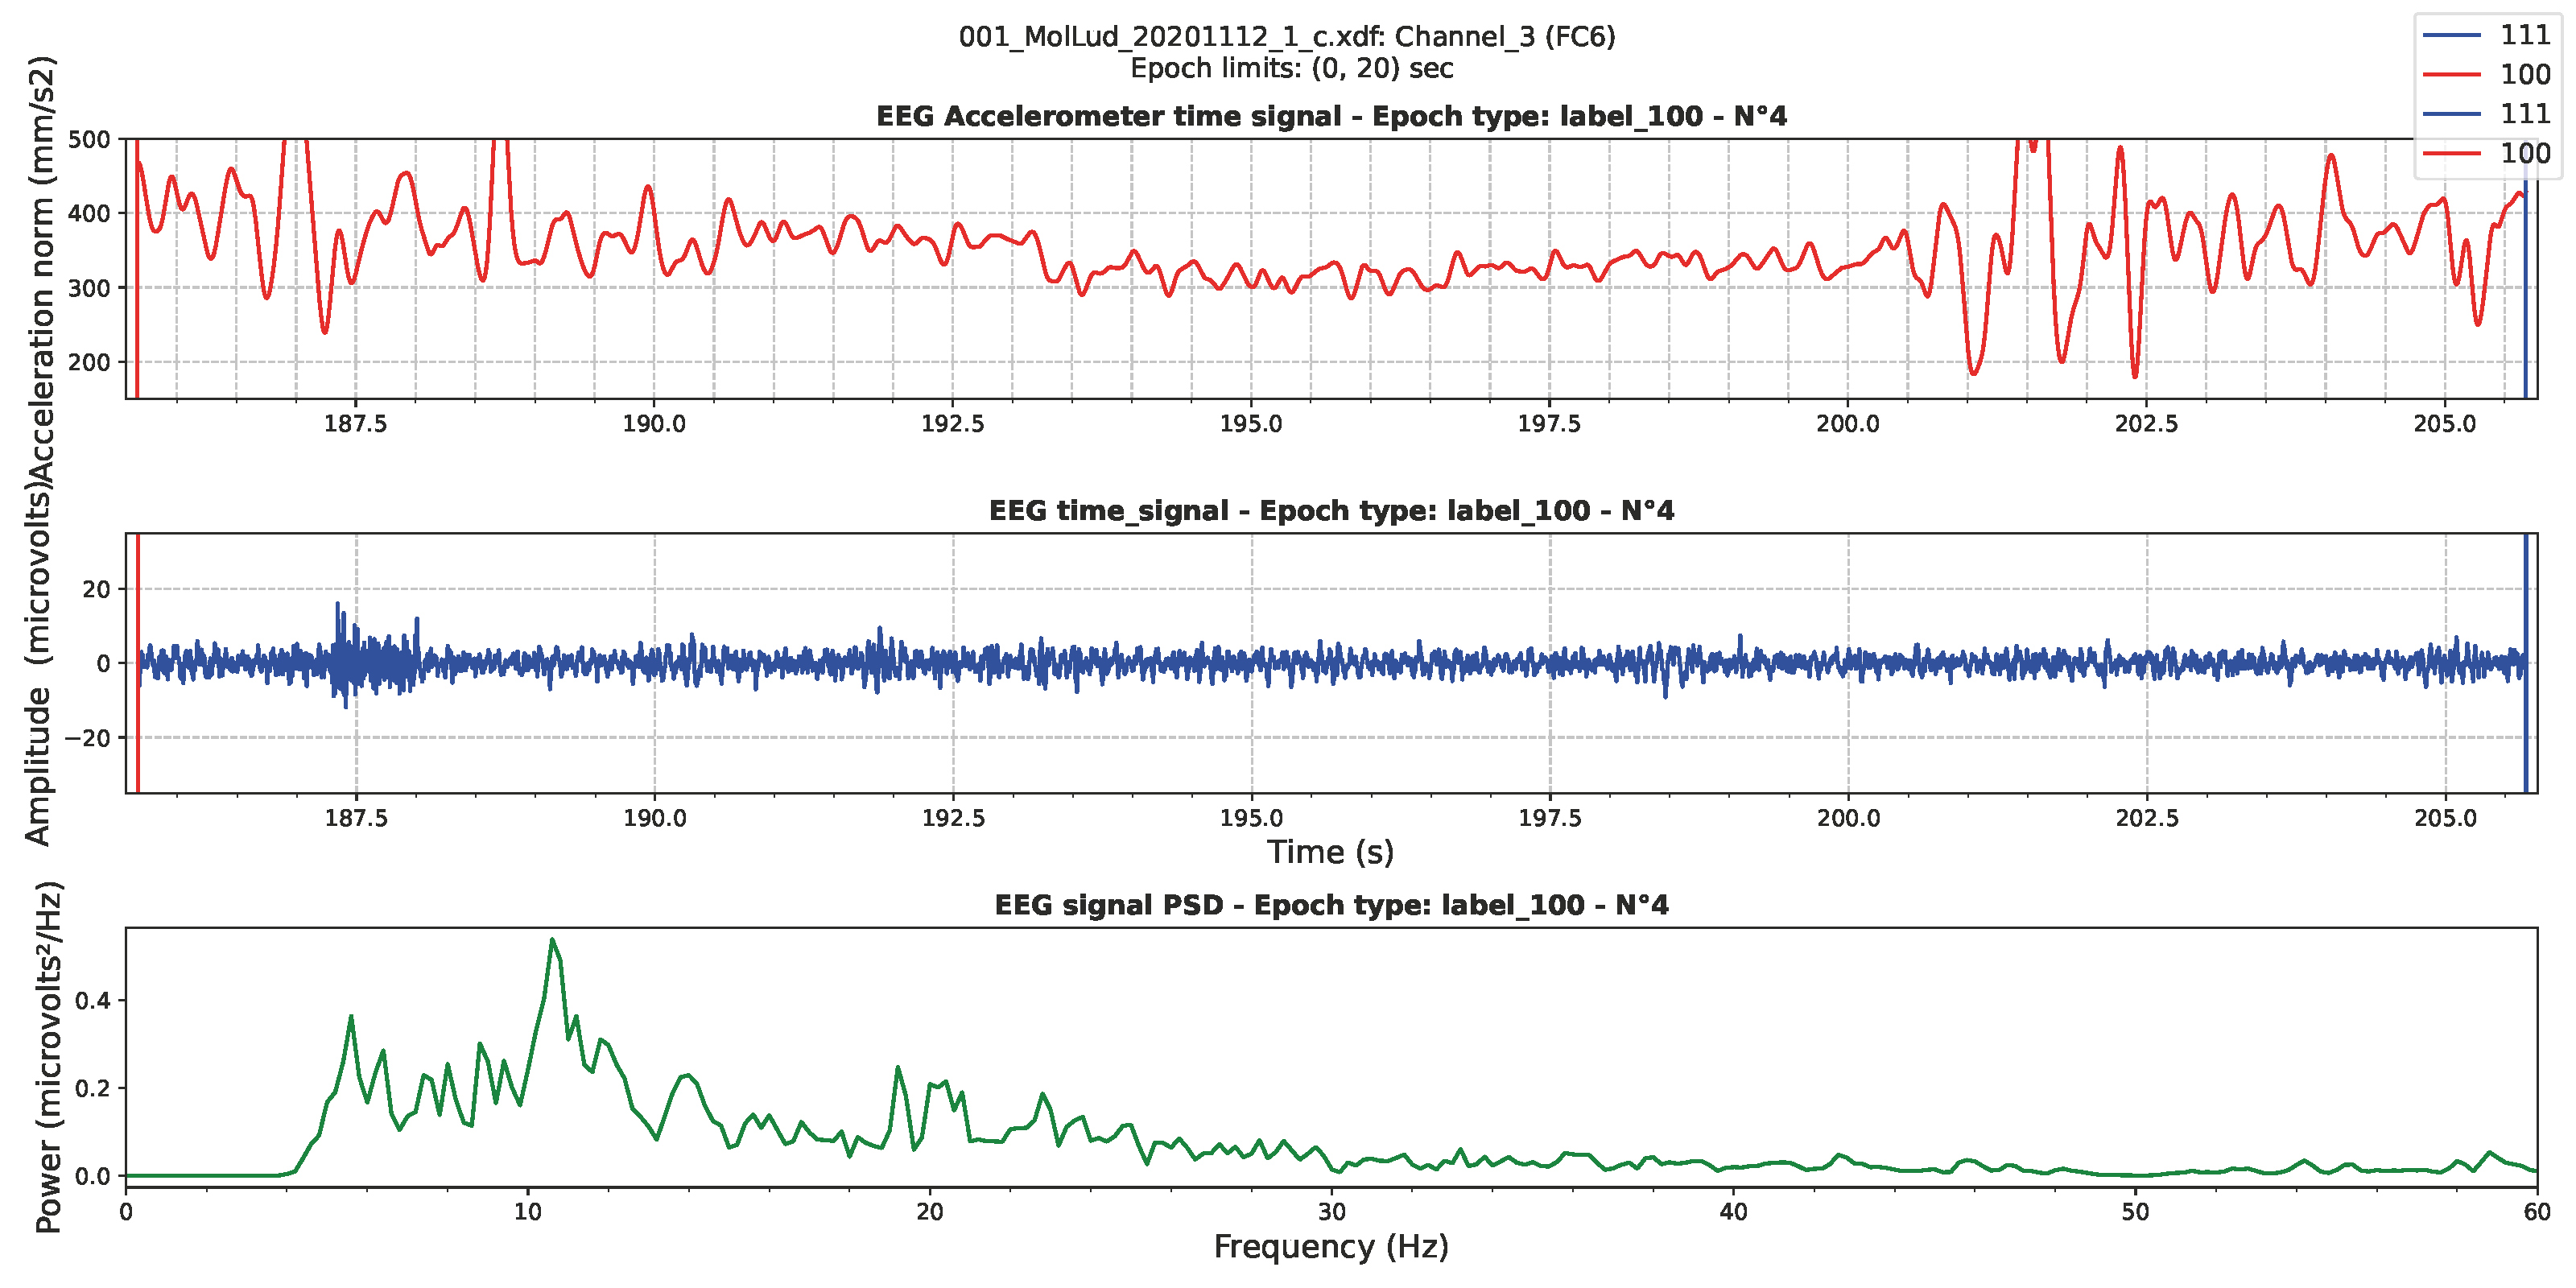 001_MolLud_20201112_1_c.xdf: Channel_3 (FC6)
Epoch limits: (0, 20) sec
111
100
111
100
EEG Accelerometer time signal - Epoch type: label_100 - N°4
Acceleration norm (mm/s2)
500
400
300
200
187.5 190.0 192.5 195.0 197.5 200.0 202.5 205.0
EEG time_signal - Epoch type: label_100 - N°4
Amplitude (microvolts)
20
0
−20
187.5 190.0 192.5 195.0 197.5 200.0 202.5 205.0
Time (s)
EEG signal PSD - Epoch type: label_100 - N°4
Power (microvolts²/Hz)
0.4
0.2
0.0
0 10 20 30 40 50 60
Frequency (Hz)